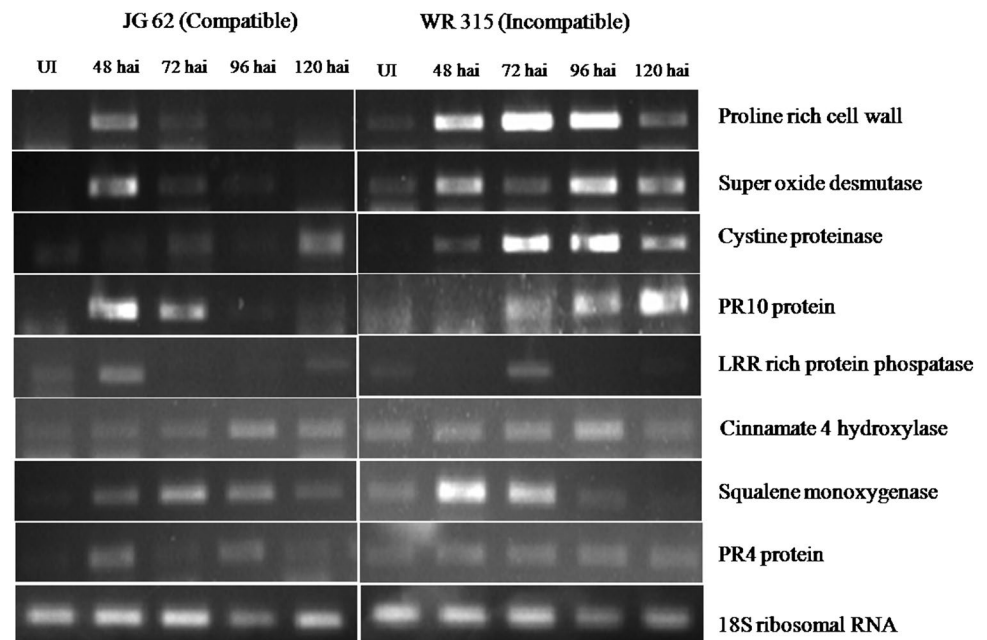 JG 62 (Compatible) WR 315 (Incompatible)
UI 48 hai 72 hai 96 hai 120 hai UI 48 hai 72 hai 96 hai 120 hai
Proline rich cell wall
Super oxide desmutase
Cystine proteinase
PR10 protein
LRR rich protein phospatase
Cinnamate 4 hydroxylase
Squalene monoxygenase
PR4 protein
18S ribosomal RNA